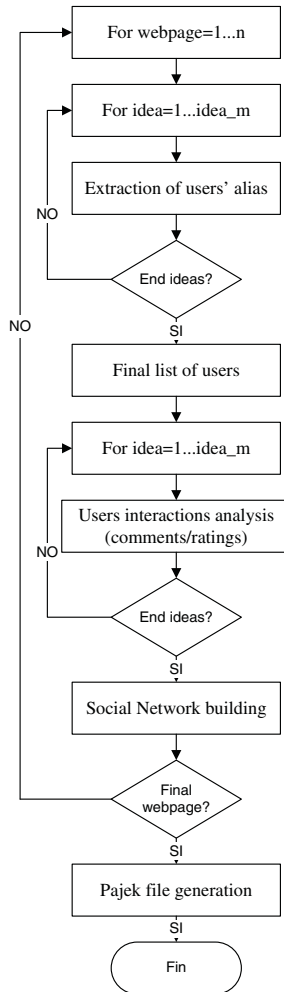 For webpage=1...n
For idea=1...idea_m
Extraction of users’ alias
NO
End ideas?
NO
SI
Final list of users
For idea=1...idea_m
Users interactions analysis
(comments/ratings)
NO
End ideas?
SI
Social Network building
Final
webpage?
SI
Pajek file generation
SI
Fin